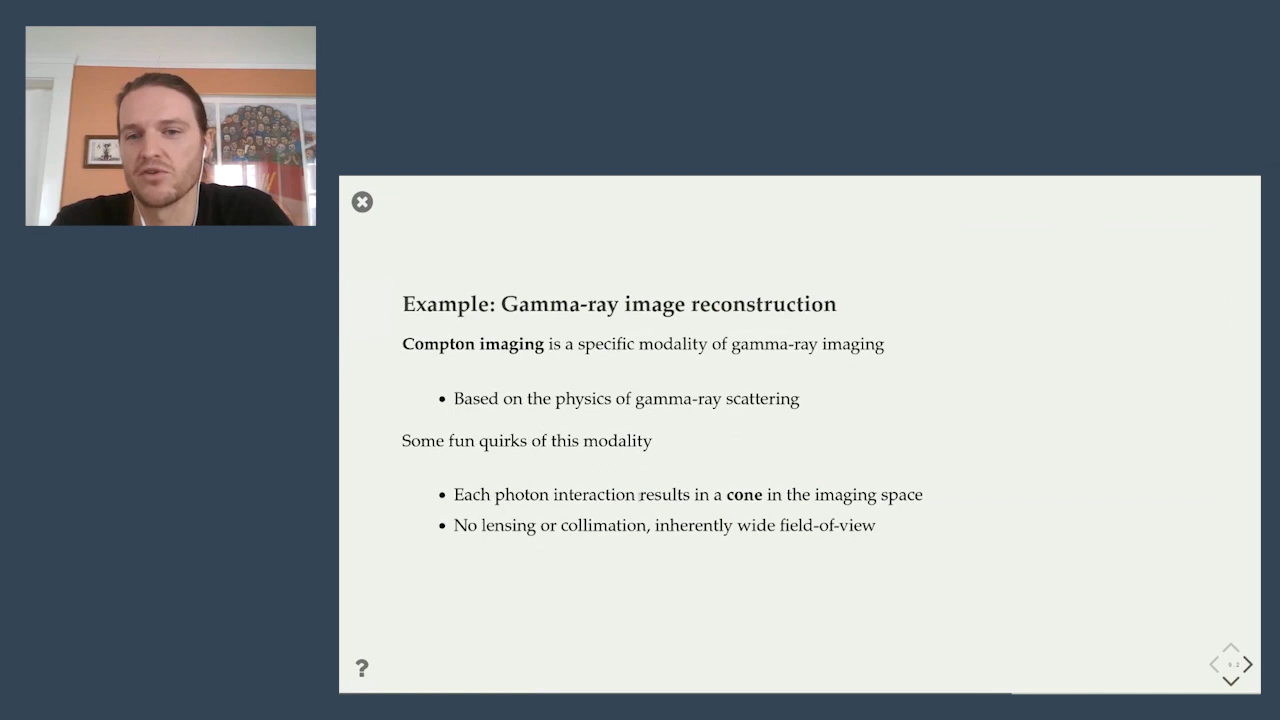 Example: Gamma-ray image reconstruction
Compton imaging is a specific modality of gamma-ray imaging
• Based on the physics of gamma-ray scattering
Some fun quirks of this modality
• Each photon interaction results in a cone in the imaging space
• No lensing or collimation, inherently wide field-of-view
?